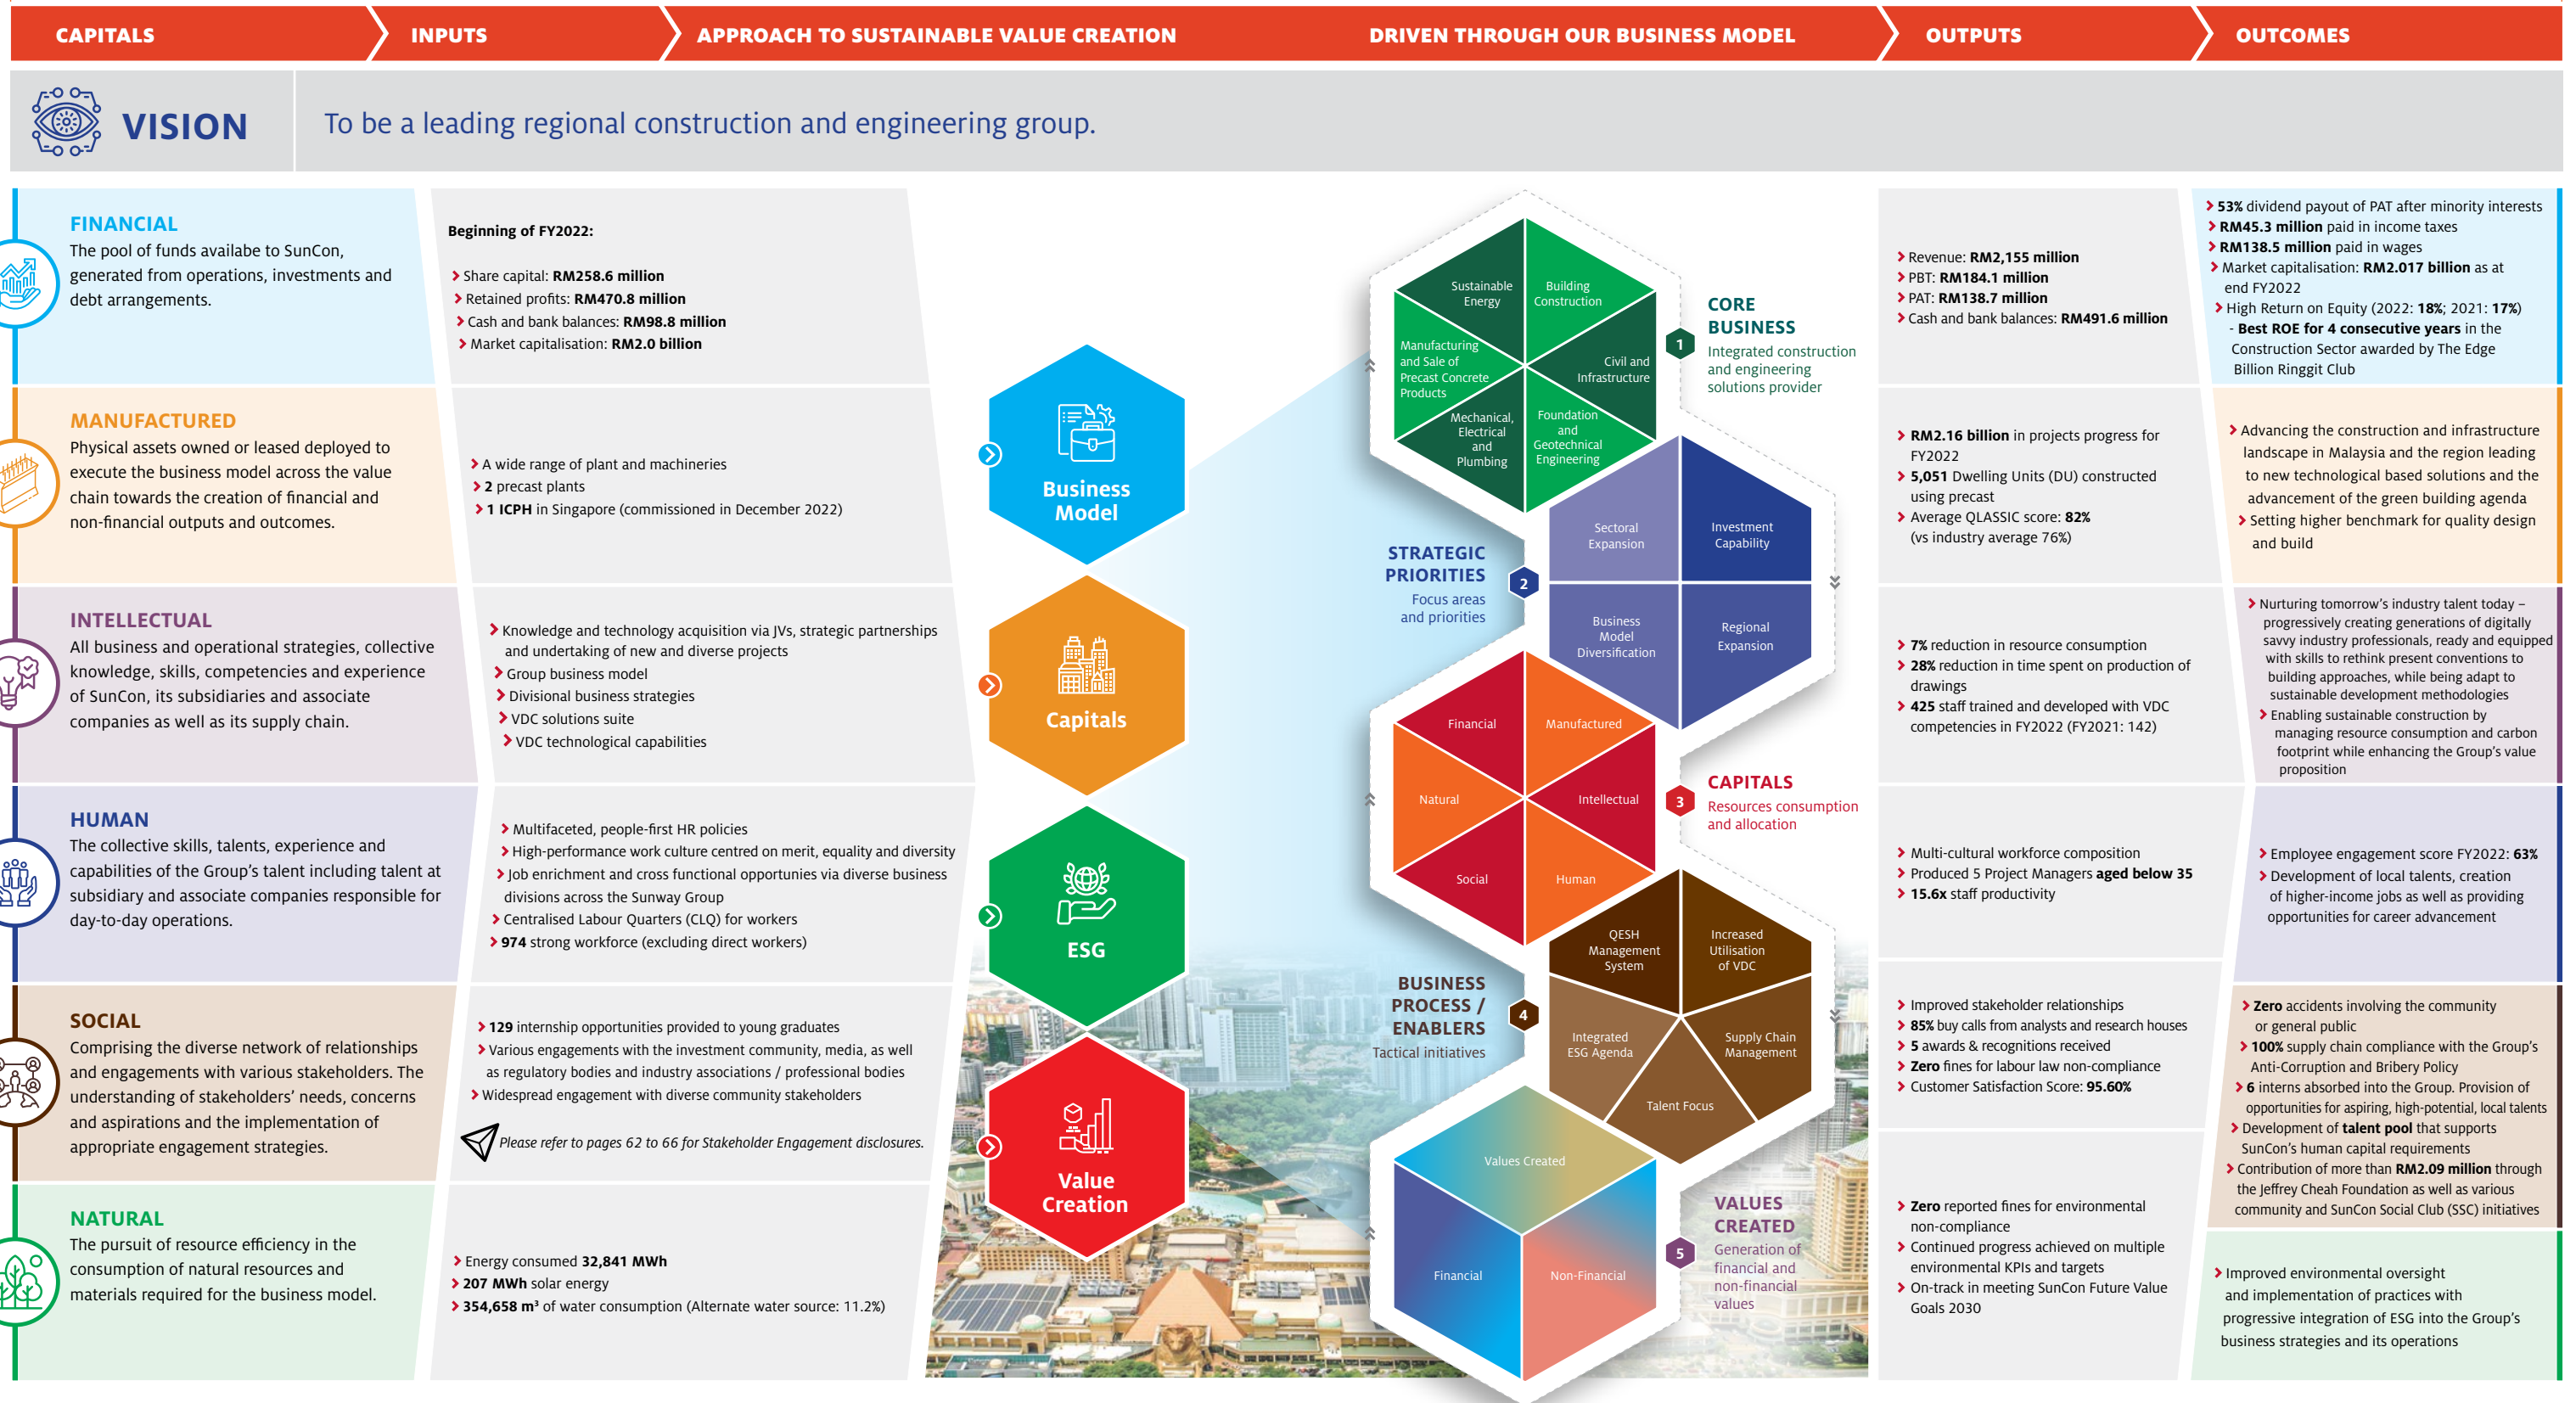 CAPITALS
INPUTS
APPROACH TO SUSTAINABLE VALUE CREATION
DRIVEN THROUGH OUR BUSINESS MODEL
OUTPUTS
OUTCOMES
VISION
To be a leading regional construction and engineering group.
FINANCIAL
The pool of funds availabe to SunCon,
generated from operations, investments and
debt arrangements.
MANUFACTURED
Physical assets owned or leased deployed to
execute the business model across the value
chain towards the creation of financial and
non-financial outputs and outcomes.
INTELLECTUAL
All business and operational strategies, collective
knowledge, skills, competencies and experience
of SunCon, its subsidiaries and associate
companies as well as its supply chain.
HUMAN
The collective skills, talents, experience and
capabilities of the Group's talent including talent at
subsidiary and associate companies responsible for
day-to-day operations.
SOCIAL
Comprising the diverse network of relationships
and engagements with various stakeholders. The
understanding of stakeholders' needs, concerns
and aspirations and the implementation of
appropriate engagement strategies.
NATURAL
The pursuit of resource efficiency in the
consumption of natural resources and
materials required for the business model.
Beginning of FY2022:
Share capital: RM258.6 million
Retained profits: RM470.8 million
Cash and bank balances: RM98.8 million
Market capitalisation: RM2.0 billion
A wide range of plant and machineries
2 precast plants
1 ICPH in Singapore (commissioned in December 2022)
Knowledge and technology acquisition via JVs, strategic partnerships
and undertaking of new and diverse projects
Group business model
Divisional business strategies
VDC solutions suite
VDC technological capabilities
Multifaceted, people-first HR policies
High-performance work culture centred on merit, equality and diversity
Job enrichment and cross functional opportunies via diverse business
divisions across the Sunway Group
Centralised Labour Quarters (CLQ) for workers
974 strong workforce (excluding direct workers)
129 internship opportunities provided to young graduates
Various engagements with the investment community, media, as well
as regulatory bodies and industry associations / professional bodies
Widespread engagement with diverse community stakeholders
Please refer to pages 62 to 66 for Stakeholder Engagement disclosures.
Energy consumed 32,841 MWh
207 MWh solar energy
354,658 m³ of water consumption (Alternate water source: 11.2%)
Business
Model
Capitals
ESG
Value
Creation
Sustainable
Energy
Building
Construction
Manufacturing
and Sale of
Precast Concrete
Products
Civil and
Infrastructure
Mechanical,
Electrical
and
Plumbing
Foundation
and
Geotechnical
Engineering
1
CORE
BUSINESS
Integrated construction
and engineering
solutions provider
STRATEGIC
PRIORITIES
Focus areas
and priorities
2
Sectoral
Expansion
Investment
Capability
Business
Model
Diversification
Regional
Expansion
Financial
Manufactured
Natural
Intellectual
Social
Human
3
CAPITALS
Resources consumption
and allocation
BUSINESS
PROCESS /
ENABLERS
Tactical initiatives
4
QESH
Management
System
Increased
Utilisation
of VDC
Integrated
ESG Agenda
Supply Chain
Management
Talent Focus
Values Created
Financial
Non-Financial
5
VALUES
CREATED
Generation of
financial and
non-financial
values
Revenue: RM2,155 million
PBT: RM184.1 million
PAT: RM138.7 million
Cash and bank balances: RM491.6 million
RM2.16 billion in projects progress for
FY2022
5,051 Dwelling Units (DU) constructed
using precast
Average QLASSIC score: 82%
(vs industry average 76%)
7% reduction in resource consumption
28% reduction in time spent on production of
drawings
425 staff trained and developed with VDC
competencies in FY2022 (FY2021: 142)
Multi-cultural workforce composition
Produced 5 Project Managers aged below 35
15.6x staff productivity
Improved stakeholder relationships
85% buy calls from analysts and research houses
5 awards & recognitions received
Zero fines for labour law non-compliance
Customer Satisfaction Score: 95.60%
Zero reported fines for environmental
non-compliance
Continued progress achieved on multiple
environmental KPIs and targets
On-track in meeting SunCon Future Value
Goals 2030
53% dividend payout of PAT after minority interests
RM45.3 million paid in income taxes
RM138.5 million paid in wages
Market capitalisation: RM2.017 billion as at
end FY2022
High Return on Equity (2022: 18%; 2021: 17%)
- Best ROE for 4 consecutive years in the
Construction Sector awarded by The Edge
Billion Ringgit Club
Advancing the construction and infrastructure
landscape in Malaysia and the region leading
to new technological based solutions and the
advancement of the green building agenda
Setting higher benchmark for quality design
and build
Nurturing tomorrow's industry talent today –
progressively creating generations of digitally
savvy industry professionals, ready and equipped
with skills to rethink present conventions to
building approaches, while being adapt to
sustainable development methodologies
Enabling sustainable construction by
managing resource consumption and carbon
footprint while enhancing the Group's value
proposition
Employee engagement score FY2022: 63%
Development of local talents, creation
of higher-income jobs as well as providing
opportunities for career advancement
Zero accidents involving the community
or general public
100% supply chain compliance with the Group's
Anti-Corruption and Bribery Policy
6 interns absorbed into the Group. Provision of
opportunities for aspiring, high-potential, local talents
Development of talent pool that supports
SunCon's human capital requirements
Contribution of more than RM2.09 million through
the Jeffrey Cheah Foundation as well as various
community and SunCon Social Club (SSC) initiatives
Improved environmental oversight
and implementation of practices with
progressive integration of ESG into the Group's
business strategies and its operations